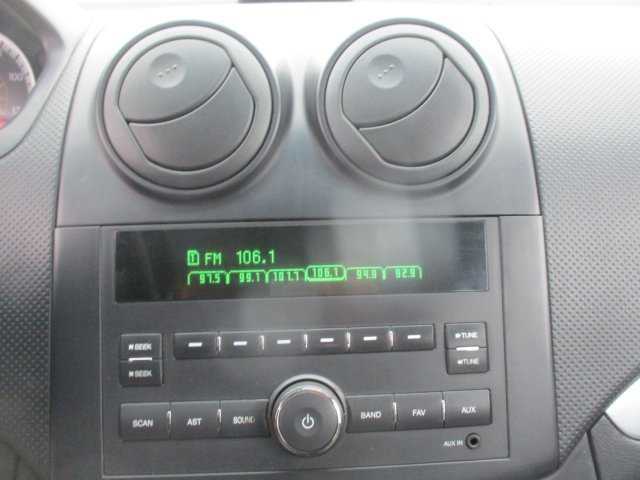 100
1 FM 106.1
97.5 99.1 101.1 106.1 94.9 92.9
SEEK TUNE
SEEK TUNE
SCAN AST SOUND BAND FAV AUX
AUX IN